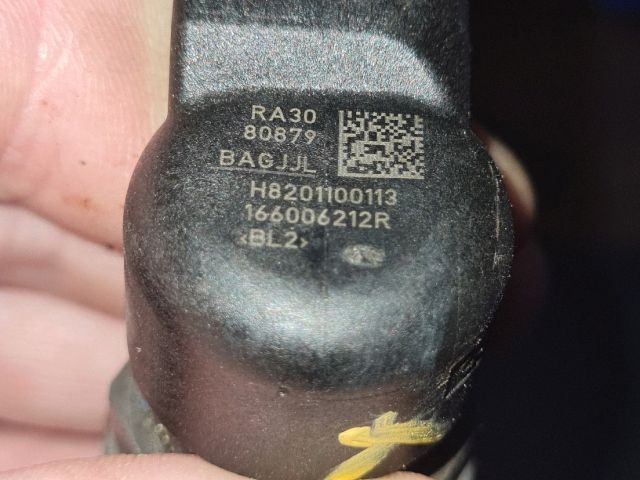 RA30
80879
BAGJJL
H8201100113
166006212R
<BL2>